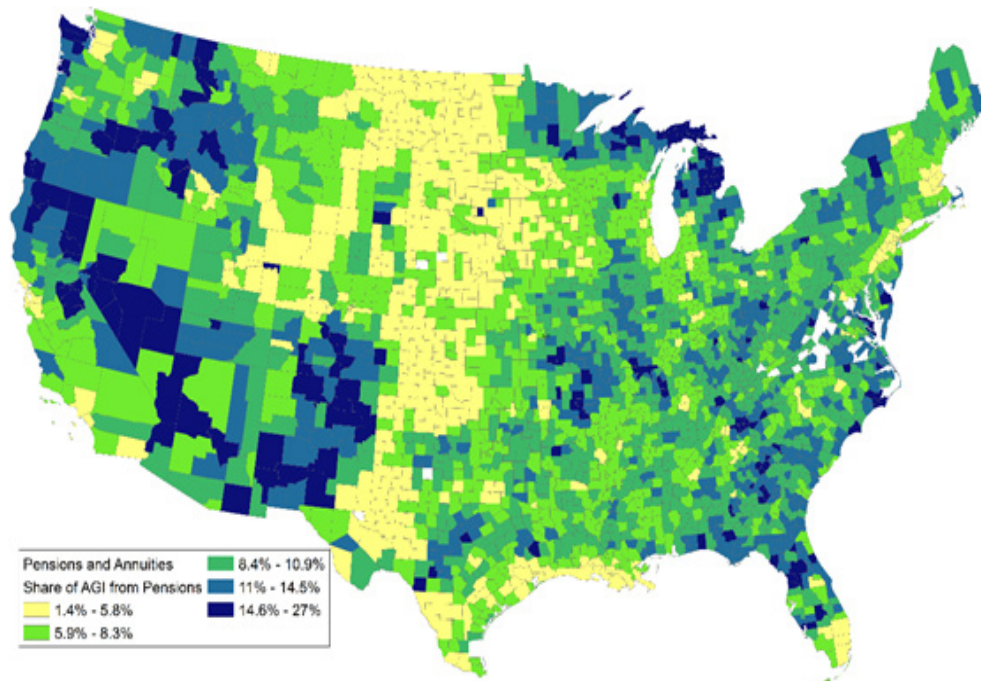 Pensions and Annuities
Share of AGI from Pensions
1.4% - 5.8%
5.9% - 8.3%
8.4% - 10.9%
11% - 14.5%
14.6% - 27%